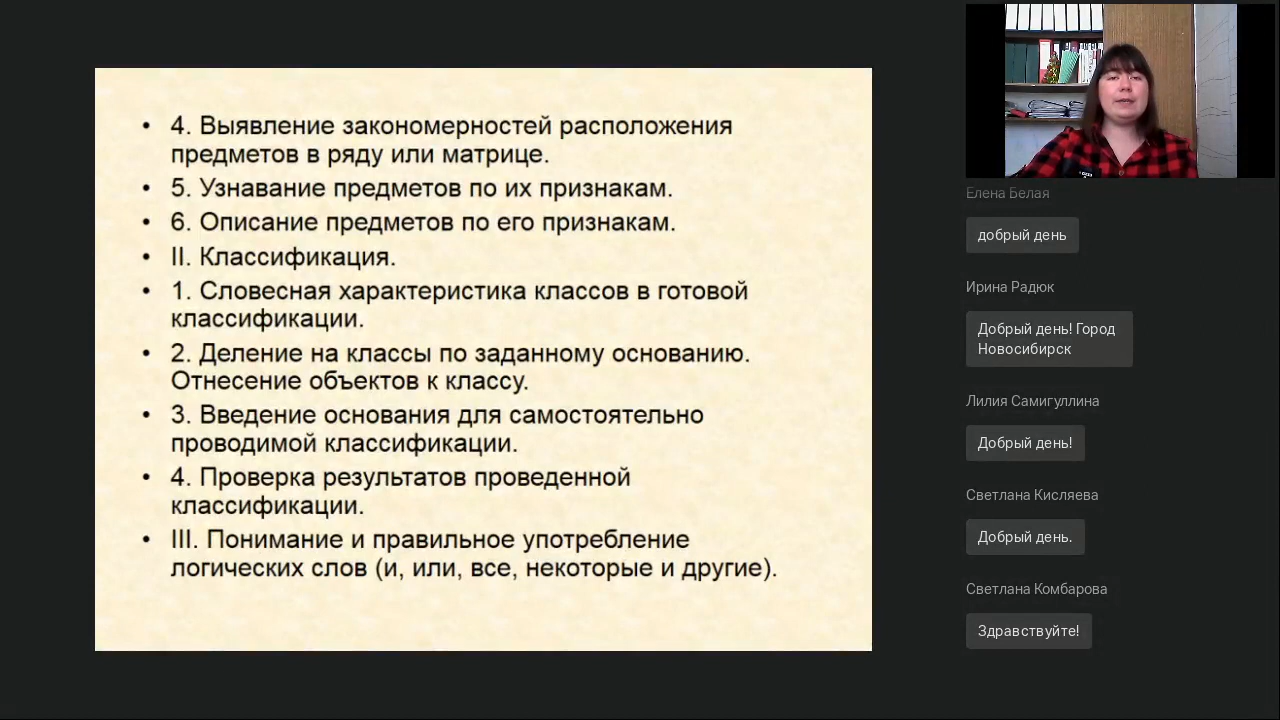 • 4. Выявление закономерностей расположения
предметов в ряду или матрице.
• 5. Узнавание предметов по их признакам.
• 6. Описание предметов по его признакам.
• II. Классификация.
• 1. Словесная характеристика классов в готовой
классификации.
• 2. Деление на классы по заданному основанию.
Отнесение объектов к классу.
• 3. Введение основания для самостоятельно
проводимой классификации.
• 4. Проверка результатов проведенной
классификации.
• III. Понимание и правильное употребление
логических слов (и, или, все, некоторые и другие).
Елена Белая
добрый день
Ирина Радюк
Добрый день! Город
Новосибирск
Лилия Самигуллина
Добрый день!
Светлана Кисляева
Добрый день.
Светлана Комбарова
Здравствуйте!